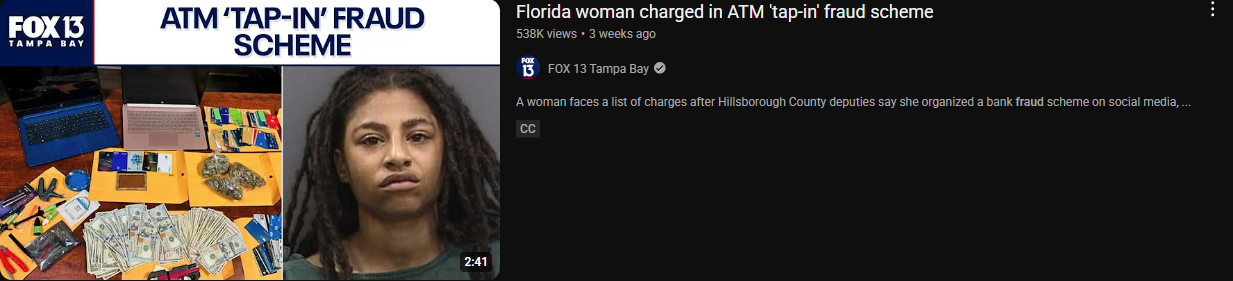 FOX 13
TAMPA BAY
ATM ‘TAP-IN’ FRAUD
SCHEME
2:41
Florida woman charged in ATM 'tap-in' fraud scheme
538K views • 3 weeks ago
FOX
13
FOX 13 Tampa Bay
A woman faces a list of charges after Hillsborough County deputies say she organized a bank fraud scheme on social media, ...
CC